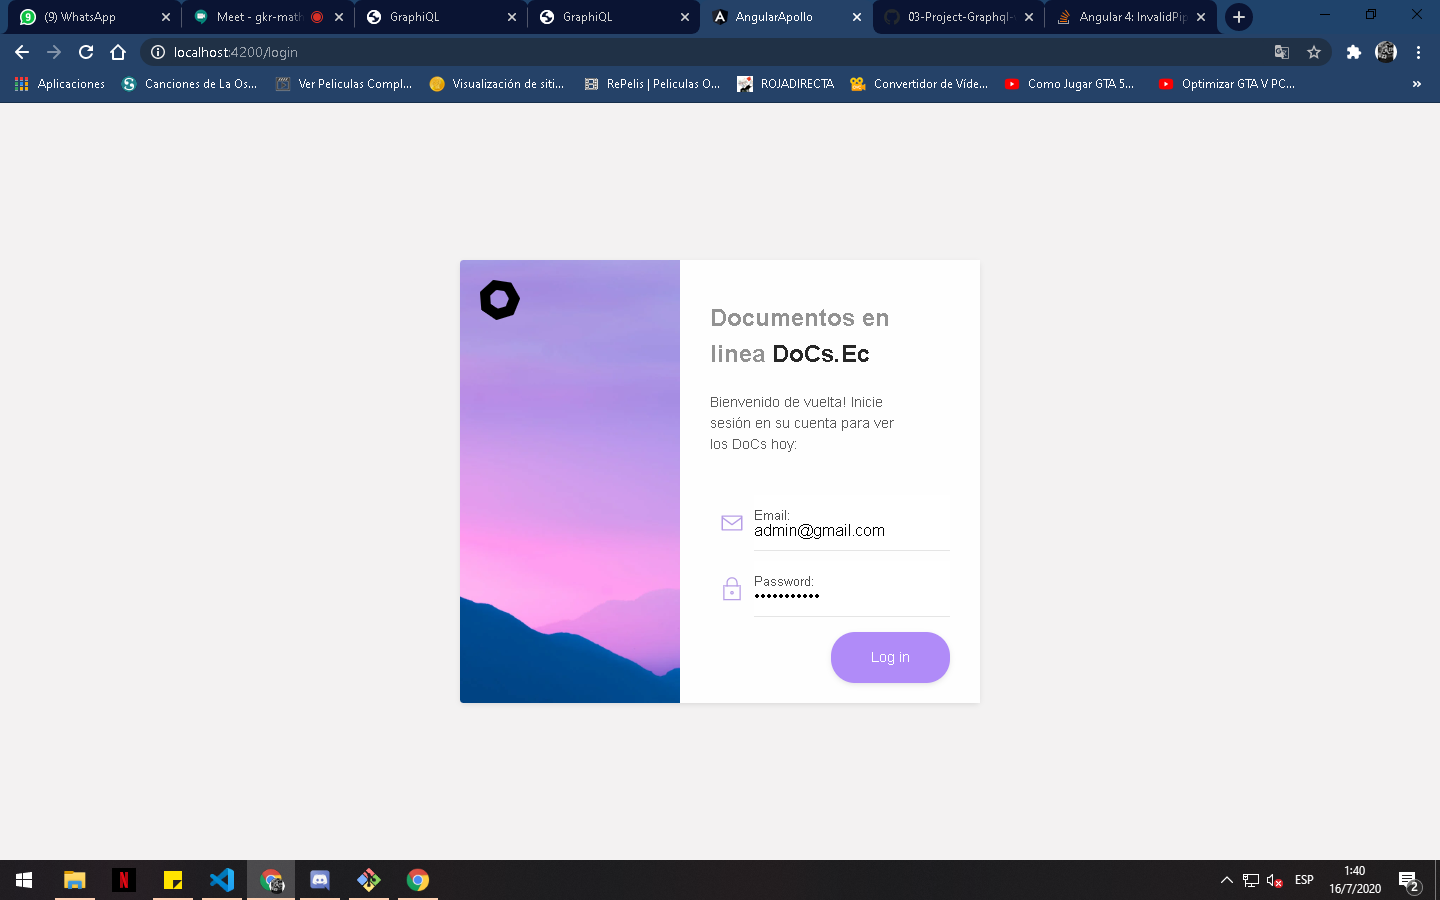 (9) WhatsApp
Meet - gkr-math
GraphiQL
GraphiQL
AngularApollo
03-Project-Graphql-
Angular 4: InvalidPip
localhost:4200/login
Aplicaciones
Canciones de La Os...
Ver Peliculas Compl...
Visualización de siti...
RePelis | Peliculas O...
ROJADIRECTA
Convertidor de Víde...
Como Jugar GTA 5...
Optimizar GTA V PC...
»
Documentos en
linea DoCs.Ec
Bienvenido de vuelta! Inicie
sesión en su cuenta para ver
los DoCs hoy:
Email:
admin@gmail.com
Password:
•••••••••••
Log in
ESP
1:40
16/7/2020
2